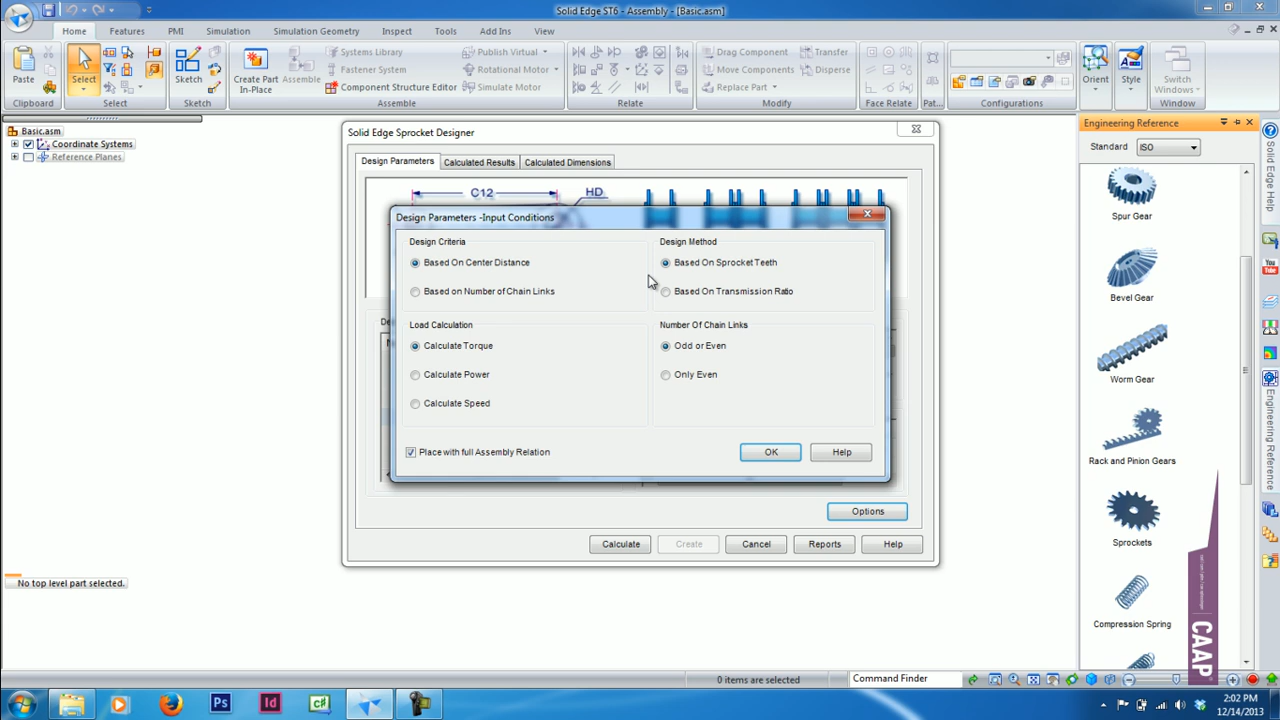 Solid Edge ST6 - Assembly - [Basic.asm]
Home
Features
PMI
Simulation
Simulation Geometry
Inspect
Tools
Add Ins
View
Paste
Clipboard
Select
Select
Sketch
Sketch
Create Part
In-Place
Assemble
Systems Library
Fastener System
Component Structure Editor
Assemble
Publish Virtual
Rotational Motor
Simulate Motor
Relate
Drag Component
Move Components
Replace Part
Modify
Transfer
Disperse
Face Relate
Pat...
Configurations
Orient
Style
Switch
Windows
Window
Basic.asm
Coordinate Systems
Reference Planes
Solid Edge Sprocket Designer
Design Parameters
Calculated Results
Calculated Dimensions
C12
HD
Design Parameters -Input Conditions
Design Criteria
Based On Center Distance
Based on Number of Chain Links
Design Method
Based On Sprocket Teeth
Based On Transmission Ratio
Load Calculation
Calculate Torque
Calculate Power
Calculate Speed
Number Of Chain Links
Odd or Even
Only Even
Place with full Assembly Relation
OK
Help
Options
Calculate
Create
Cancel
Reports
Help
Engineering Reference
Standard
ISO
Spur Gear
Bevel Gear
Worm Gear
Rack and Pinion Gears
Sprockets
Compression Spring
Solid Edge Help
You
Tube
Engineering Reference
CAAP
No top level part selected.
0 items are selected
Command Finder
Ps
Id
2:02 PM
12/14/2013